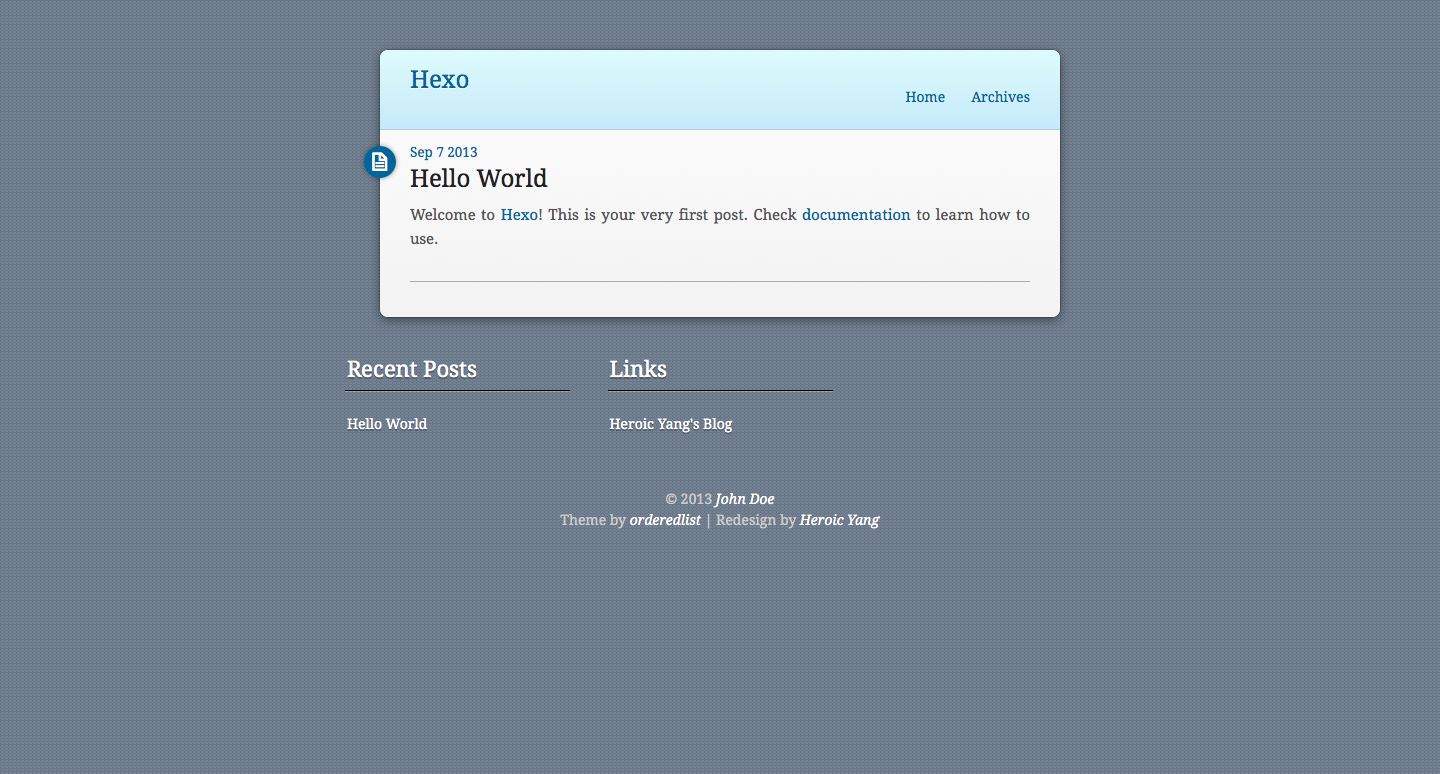 Hexo
Home Archives
Sep 7 2013
Hello World
Welcome to Hexo! This is your very first post. Check documentation to learn how to
use.
Recent Posts
Hello World
Links
Heroic Yang's Blog
© 2013 John Doe
Theme by orderedlist | Redesign by Heroic Yang